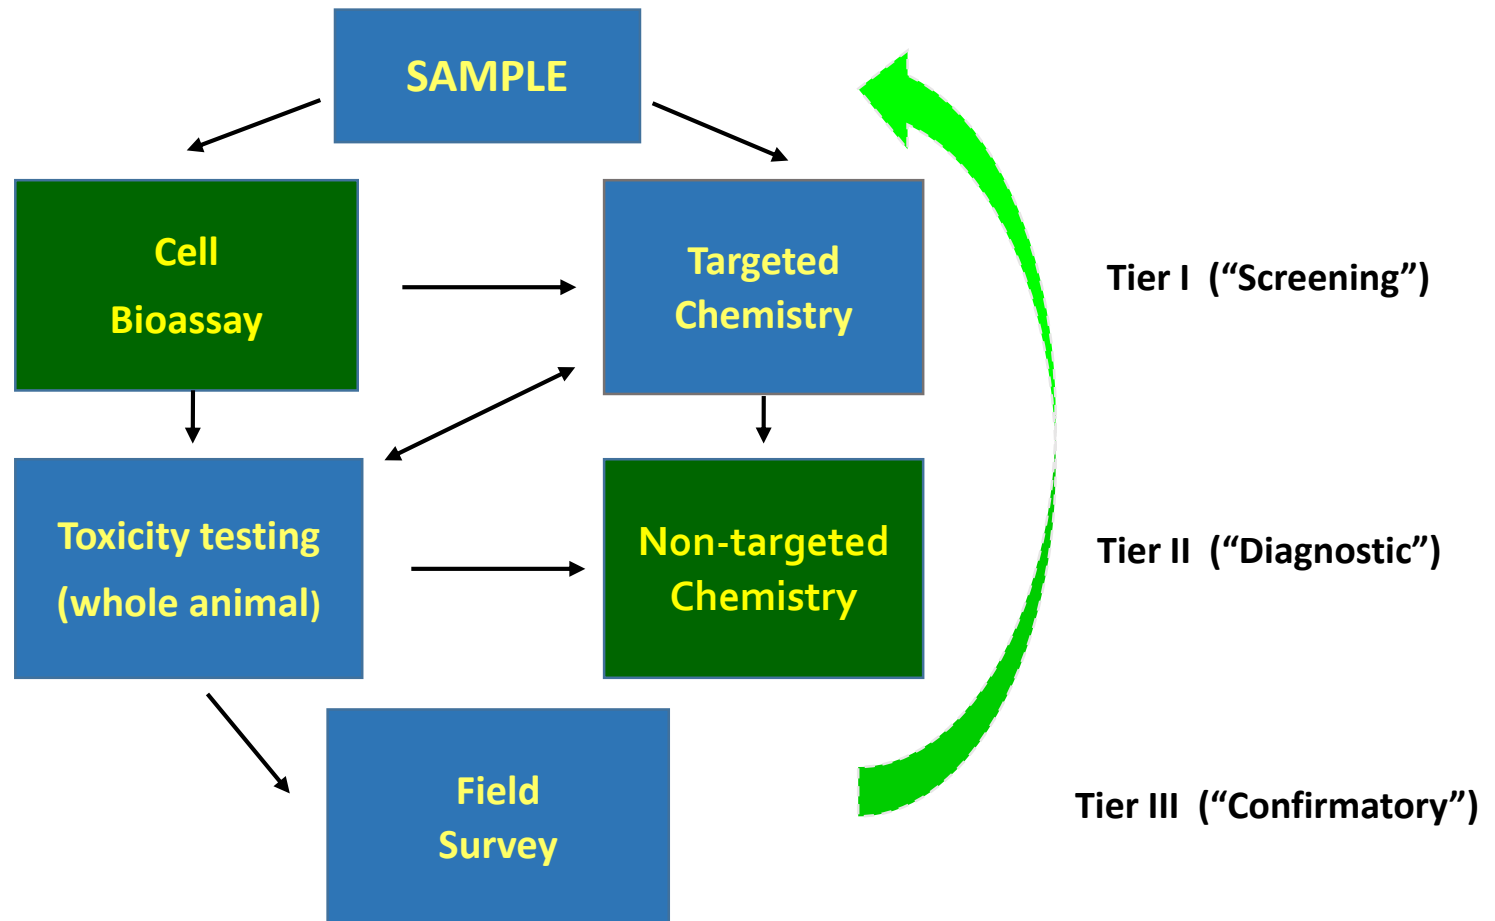 SAMPLE
Cell
Bioassay
Targeted
Chemistry
Tier I  (“Screening”)
Toxicity testing
(whole animal)
Non-targeted
Chemistry
Tier II  (“Diagnostic”)
Field
Survey
Tier III  (“Confirmatory”)